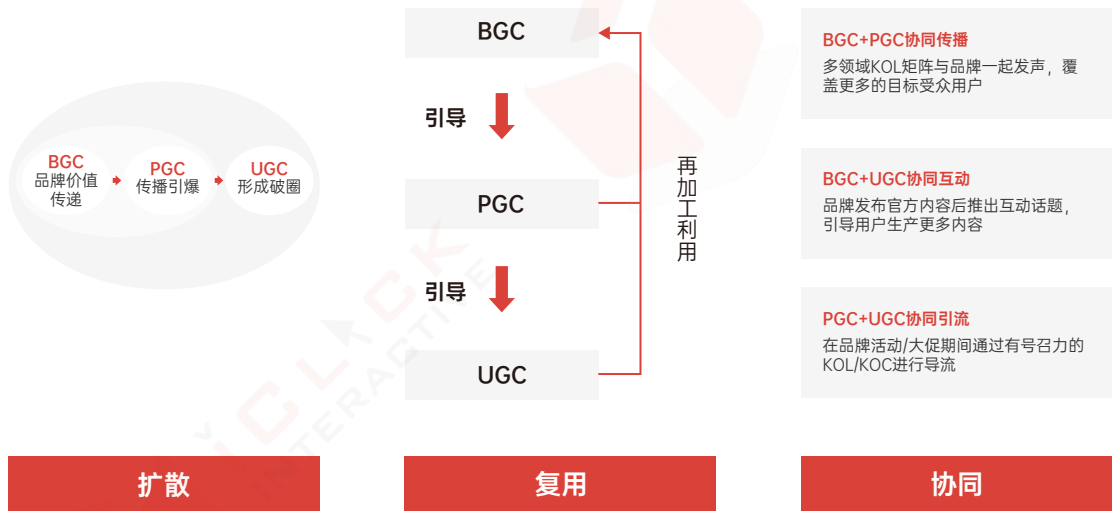 BGC
品牌价值
传递
PGC
传播引爆
UGC
形成破圈
扩散
BGC
引导
PGC
引导
UGC
再加工利用
复用
BGC+PGC协同传播
多领域KOL矩阵与品牌一起发声，覆
盖更多的目标受众用户
BGC+UGC协同互动
品牌发布官方内容后推出互动话题，
引导用户生产更多内容
PGC+UGC协同引流
在品牌活动/大促期间通过有号召力的
KOL/KOC进行导流
协同
iCLICK
INTERACTIVE